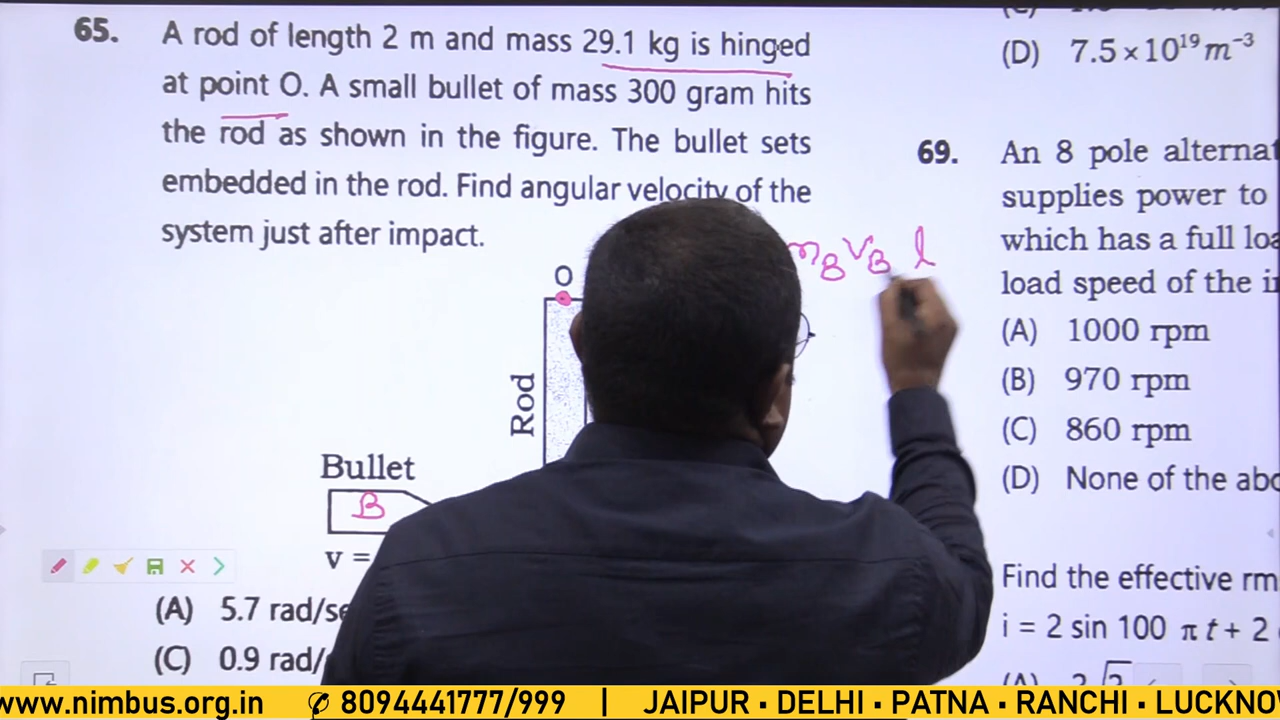 65. A rod of length 2 m and mass 29.1 kg is hinged
at point O. A small bullet of mass 300 gram hits
the rod as shown in the figure. The bullet sets
embedded in the rod. Find angular velocity of the
system just after impact.
O
m_B V_B l
Rod
Bullet
B
v =
(A) 5.7 rad/se
(C) 0.9 rad/
(D) 7.5 × 10¹⁹ m⁻³
69. An 8 pole alternat
supplies power to
which has a full loa
load speed of the i
(A) 1000 rpm
(B) 970 rpm
(C) 860 rpm
(D) None of the abo
Find the effective rm
i = 2 sin 100 π t + 2
www.nimbus.org.in ✆ 8094441777/999 | JAIPUR ▪ DELHI ▪ PATNA ▪ RANCHI ▪ LUCKNO